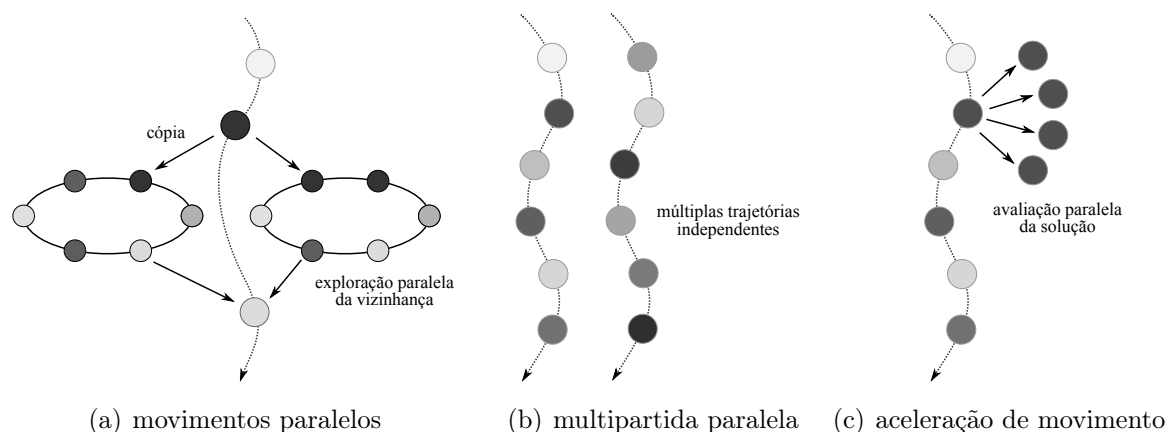 cópia
exploração paralela
da vizinhança
(a) movimentos paralelos
múltiplas trajetórias
independentes
(b) multipartida paralela
avaliação paralela
da solução
(c) aceleração de movimento